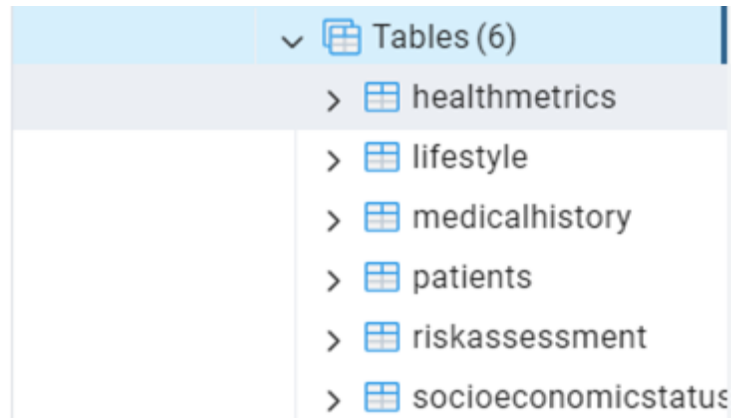 Tables (6)
healthmetrics
lifestyle
medicalhistory
patients
riskassessment
socioeconomicstatus